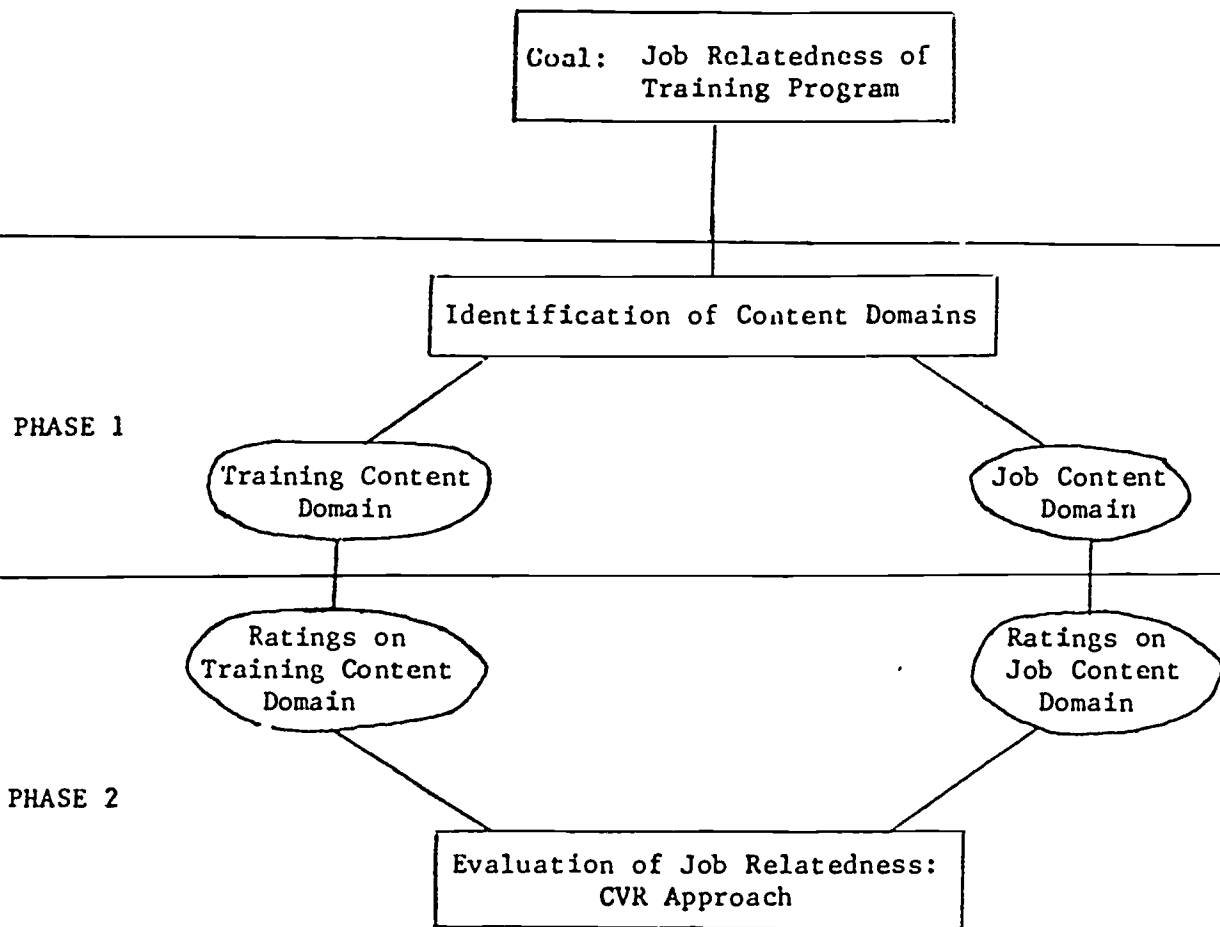 Goal: Job Relatedness of
Training Program
Identification of Content Domains
PHASE 1
Training Content
Domain
Job Content
Domain
Ratings on
Training Content
Domain
Ratings on
Job Content
Domain
PHASE 2
Evaluation of Job Relatedness:
CVR Approach